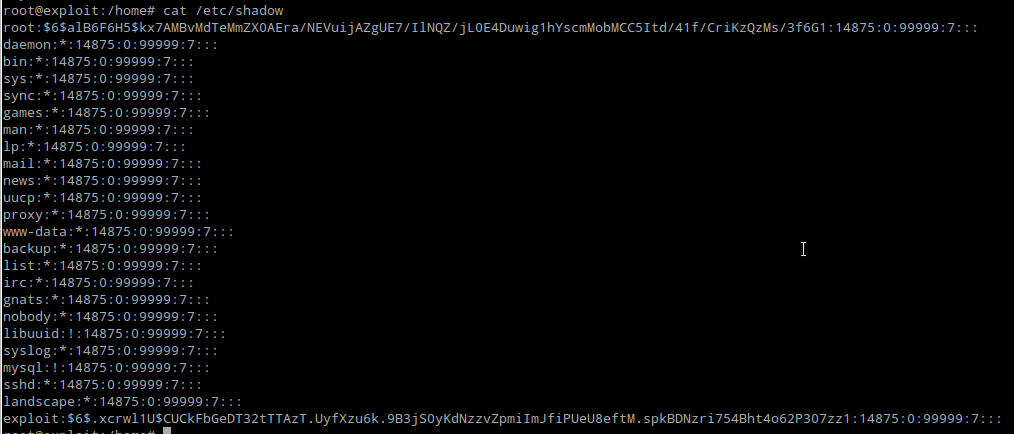 root@exploit:/home# cat /etc/shadow
root:$6$alB6F6H5$kx7AMBvMdTeMmZX0AEra/NEVuijAZgUE7/IlNQZ/jL0E4Duwig1hYscmMobMCC5Itd/41f/CriKzQzMs/3f6G1:14875:0:99999:7:::
daemon:*:14875:0:99999:7:::
bin:*:14875:0:99999:7:::
sys:*:14875:0:99999:7:::
sync:*:14875:0:99999:7:::
games:*:14875:0:99999:7:::
man:*:14875:0:99999:7:::
lp:*:14875:0:99999:7:::
mail:*:14875:0:99999:7:::
news:*:14875:0:99999:7:::
uucp:*:14875:0:99999:7:::
proxy:*:14875:0:99999:7:::
www-data:*:14875:0:99999:7:::
backup:*:14875:0:99999:7:::
list:*:14875:0:99999:7:::
irc:*:14875:0:99999:7:::
gnats:*:14875:0:99999:7:::
nobody:*:14875:0:99999:7:::
libuuid:!:14875:0:99999:7:::
syslog:*:14875:0:99999:7:::
mysql:!:14875:0:99999:7:::
sshd:*:14875:0:99999:7:::
landscape:*:14875:0:99999:7:::
exploit:$6$.xcrwl1U$CUCkFbGeDT32tTTAzT.UyfXzu6k.9B3jS0yKdNzzvZpmiImJfiPUeU8eftM.spkBDNzri754Bht4o62P3O7zz1:14875:0:99999:7:::
root@exploit:/home#